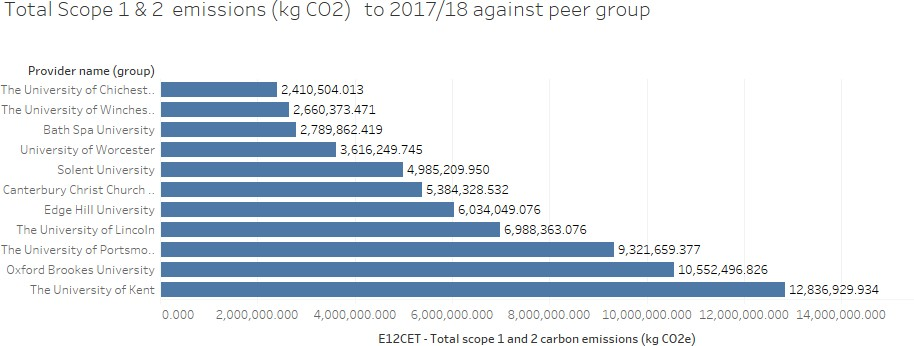 Total Scope 1 & 2 emissions (kg CO2) to 2017/18 against peer group
Provider name (group)
The University of Chichest.. 2,410,504.013
The University of Winches.. 2,660,373.471
Bath Spa University 2,789,862.419
University of Worcester 3,616,249.745
Solent University 4,985,209.950
Canterbury Christ Church .. 5,384,328.532
Edge Hill University 6,034,049.076
The University of Lincoln 6,988,363.076
The University of Portsmo.. 9,321,659.377
Oxford Brookes University 10,552,496.826
The University of Kent 12,836,929.934
0.000 2,000,000.000 4,000,000.000 6,000,000.000 8,000,000.000 10,000,000.000 12,000,000.000 14,000,000.000
E12CET - Total scope 1 and 2 carbon emissions (kg CO2e)